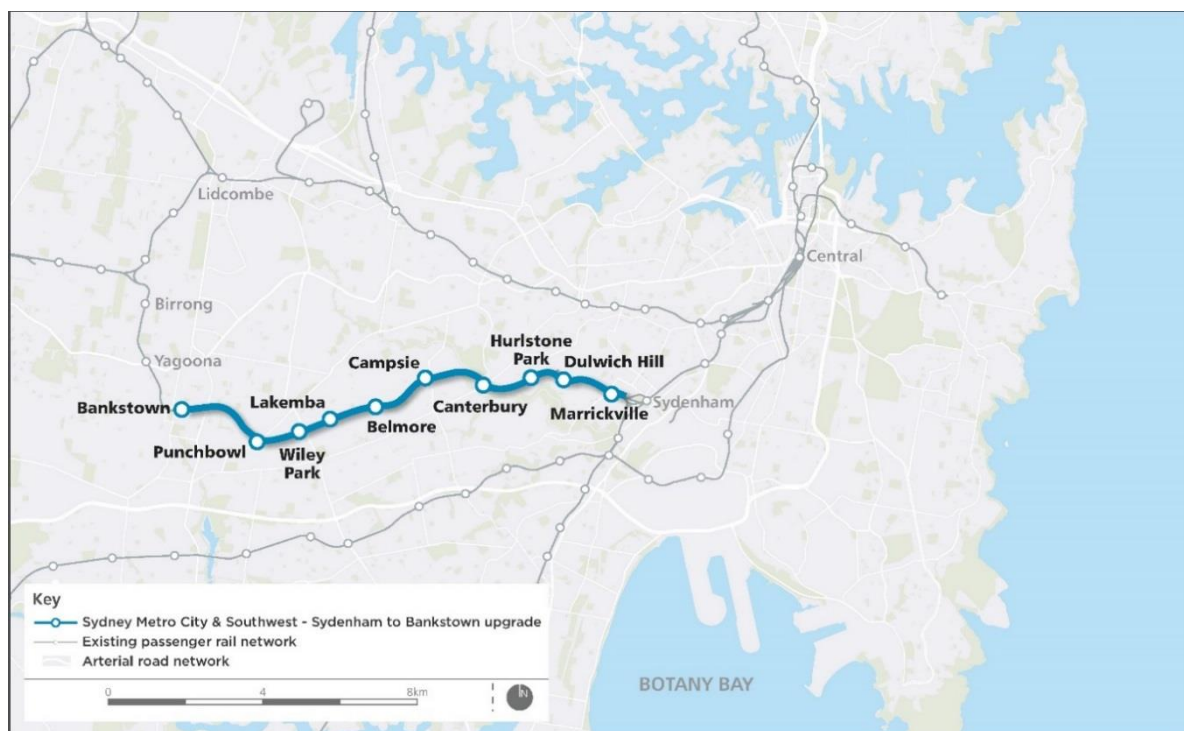 Lidcombe
Central
Birrong
Yagoona
Hurlstone
Park
Dulwich Hill
Campsie
Lakemba
Bankstown
Canterbury
Marrickville
Sydenham
Belmore
Punchbowl
Wiley
Park
Key
Sydney Metro City & Southwest - Sydenham to Bankstown upgrade
Existing passenger rail network
Arterial road network
0 4 8km
N
BOTANY BAY